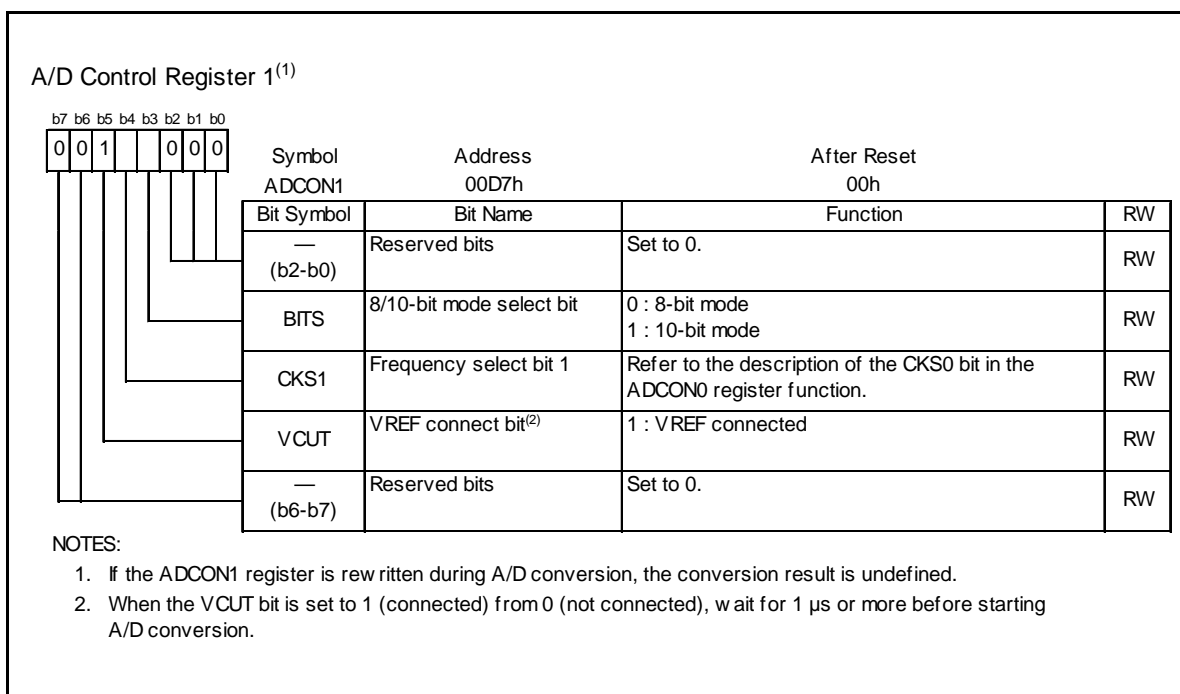 A/D Control Register 1(1)
b7 b6 b5 b4 b3 b2 b1 b0
0 0 1 0 0 0
Symbol Address After Reset
ADCON1 00D7h 00h
Bit Symbol Bit Name Function RW
— (b2-b0) Reserved bits Set to 0. RW
BITS 8/10-bit mode select bit 0 : 8-bit mode
1 : 10-bit mode RW
CKS1 Frequency select bit 1 Refer to the description of the CKS0 bit in the
ADCON0 register function. RW
VCUT VREF connect bit(2) 1 : VREF connected RW
— (b6-b7) Reserved bits Set to 0. RW
NOTES:
1. If the ADCON1 register is rewritten during A/D conversion, the conversion result is undefined.
2. When the VCUT bit is set to 1 (connected) from 0 (not connected), wait for 1 µs or more before starting
A/D conversion.